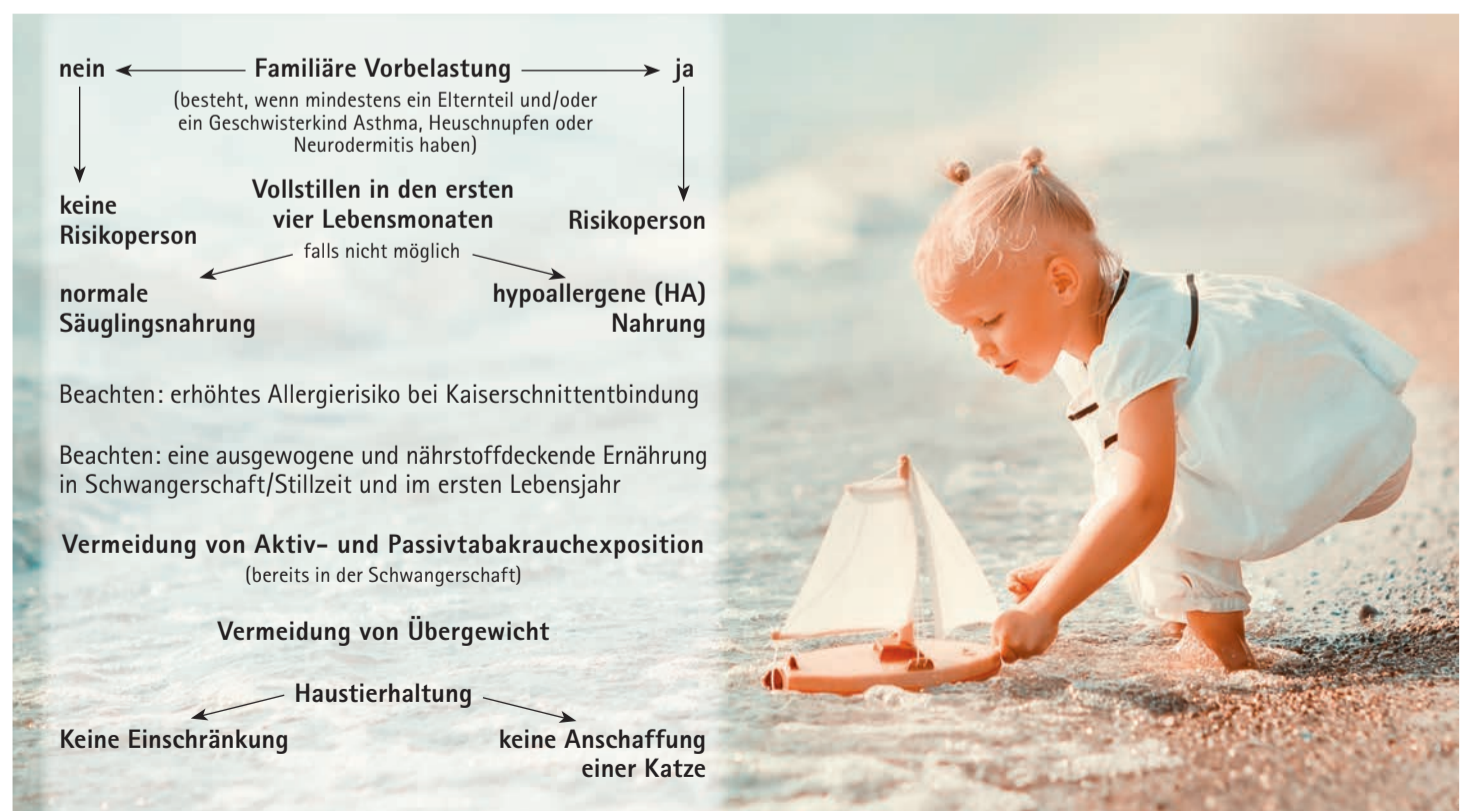 nein Familiäre Vorbelastung ja
(besteht, wenn mindestens ein Elternteil und/oder
ein Geschwisterkind Asthma, Heuschnupfen oder
Neurodermitis haben)
keine
Risikoperson
Vollstillen in den ersten
vier Lebensmonaten
Risikoperson
falls nicht möglich
normale
Säuglingsnahrung
hypoallergene (HA)
Nahrung
Beachten: erhöhtes Allergierisiko bei Kaiserschnittentbindung
Beachten: eine ausgewogene und nährstoffdeckende Ernährung
in Schwangerschaft/Stillzeit und im ersten Lebensjahr
Vermeidung von Aktiv- und Passivtabakrauchexposition
(bereits in der Schwangerschaft)
Vermeidung von Übergewicht
Haustierhaltung
Keine Einschränkung
keine Anschaffung
einer Katze